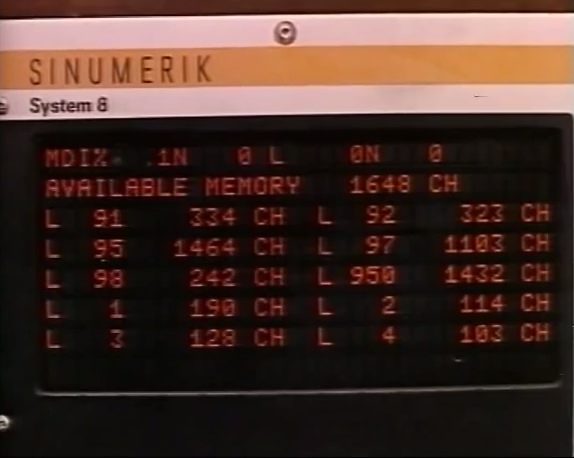 SINUMERIK
System 8
MDI% .1N 0 L 0N 0
AVAILABLE MEMORY 1648 CH
L 91 334 CH L 92 323 CH
L 95 1464 CH L 97 1103 CH
L 98 242 CH L 950 1432 CH
L 1 190 CH L 2 114 CH
L 3 128 CH L 4 103 CH